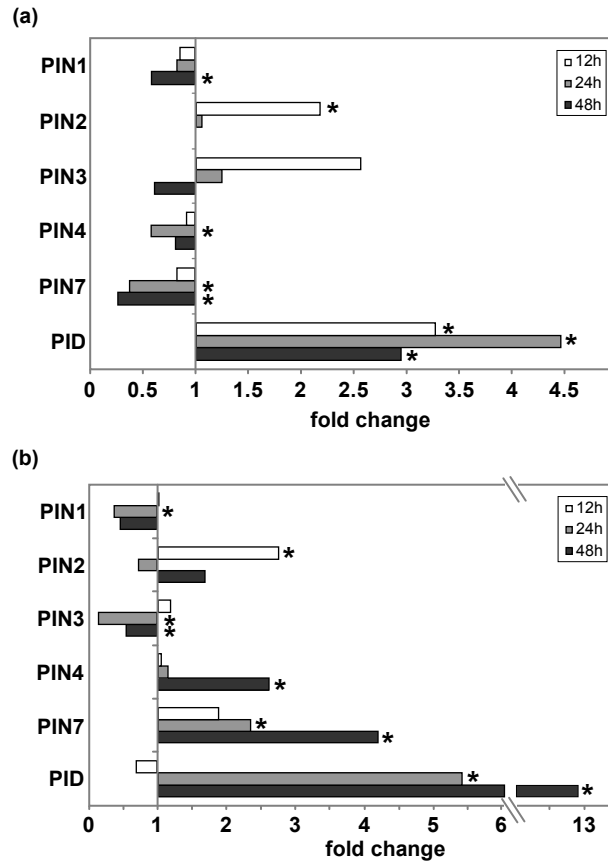 (a)
PIN1
PIN2
PIN3
PIN4
PIN7
PID
12h
24h
48h
*
*
*
*
*
*
*
*
0 0.5 1 1.5 2 2.5 3 3.5 4 4.5
fold change
(b)
PIN1
PIN2
PIN3
PIN4
PIN7
PID
12h
24h
48h
*
*
*
*
*
*
*
*
*
0 1 2 3 4 5 6 13
fold change